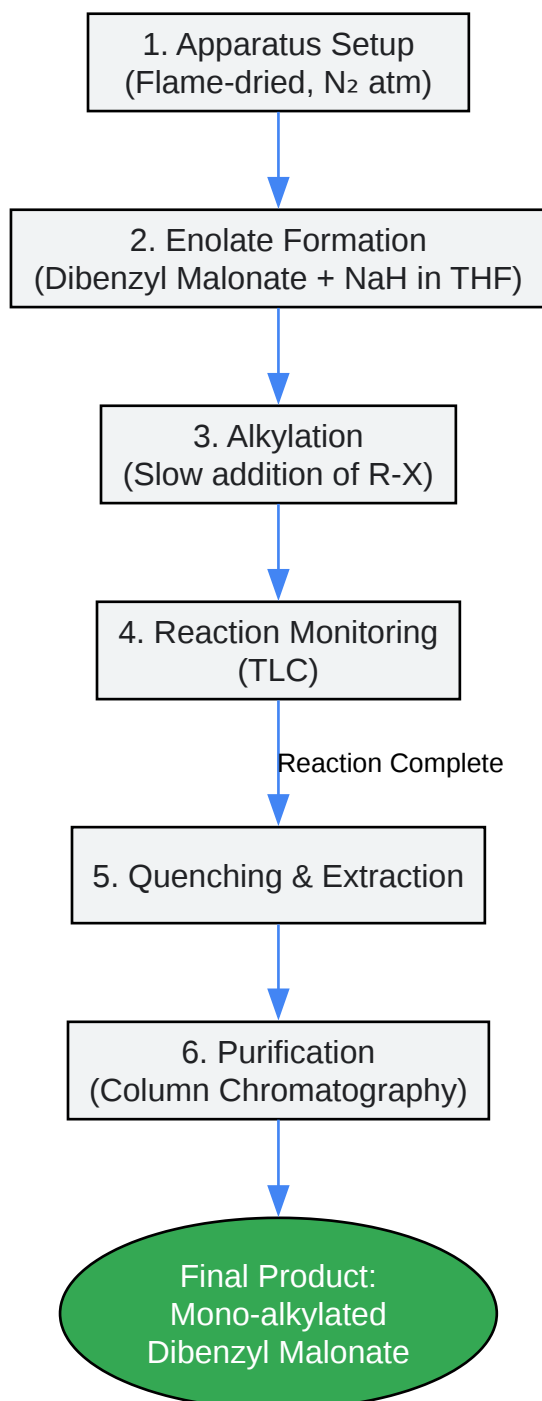 1. Apparatus Setup
(Flame-dried, N₂ atm)
2. Enolate Formation
(Dibenzyl Malonate + NaH in THF)
3. Alkylation
(Slow addition of R-X)
4. Reaction Monitoring
(TLC)
Reaction Complete
5. Quenching & Extraction
6. Purification
(Column Chromatography)
Final Product:
Mono-alkylated
Dibenzyl Malonate